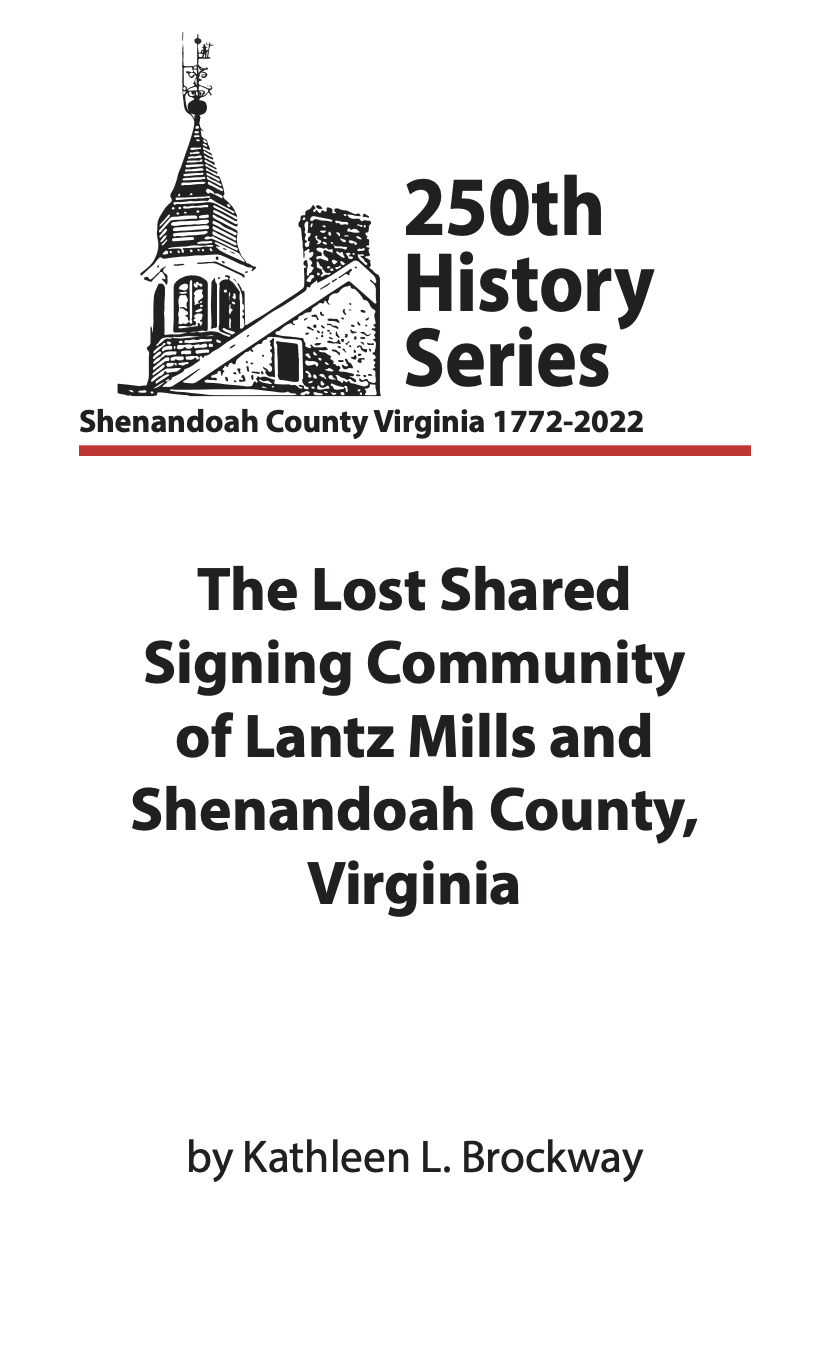 250th
History
Series
Shenandoah County Virginia 1772-2022
The Lost Shared
Signing Community
of Lantz Mills and
Shenandoah County,
Virginia
by Kathleen L. Brockway